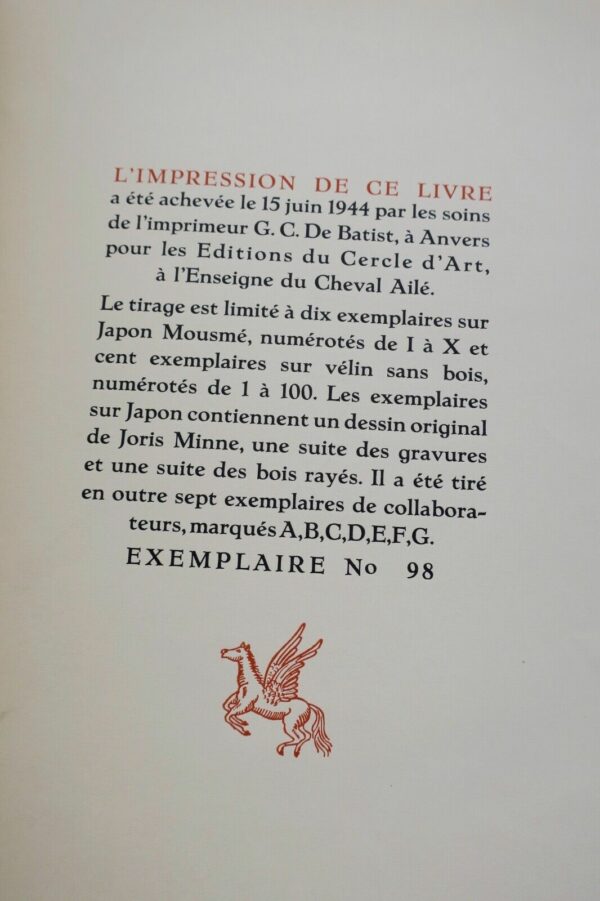 L'IMPRESSION DE CE LIVRE
a été achevée le 15 juin 1944 par les soins
de l'imprimeur G. C. De Batist, à Anvers
pour les Editions du Cercle d'Art,
à l'Enseigne du Cheval Ailé.
Le tirage est limité à dix exemplaires sur
Japon Mousmé, numérotés de I à X et
cent exemplaires sur vélin sans bois,
numérotés de 1 à 100. Les exemplaires
sur Japon contiennent un dessin original
de Joris Minne, une suite des gravures
et une suite des bois rayés. Il a été tiré
en outre sept exemplaires de collabora-
teurs, marqués A,B,C,D,E,F,G.
EXEMPLAIRE No 98